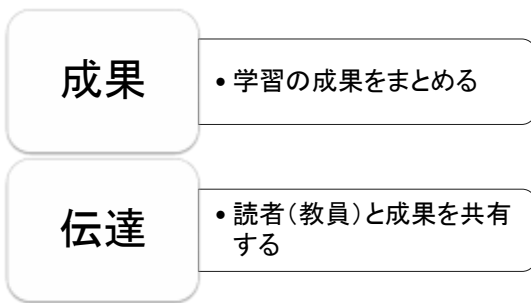 成果
• 学習の成果をまとめる
伝達
• 読者(教員)と成果を共有
する